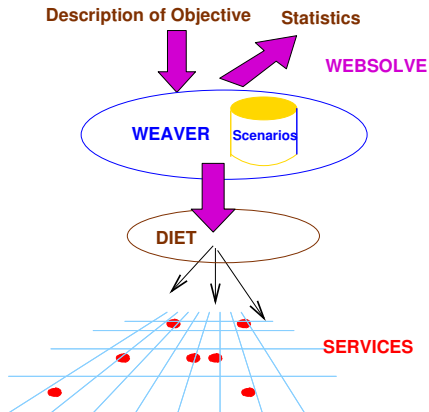 Description of Objective
Statistics
WEBSOLVE
WEAVER
Scenarios
DIET
SERVICES